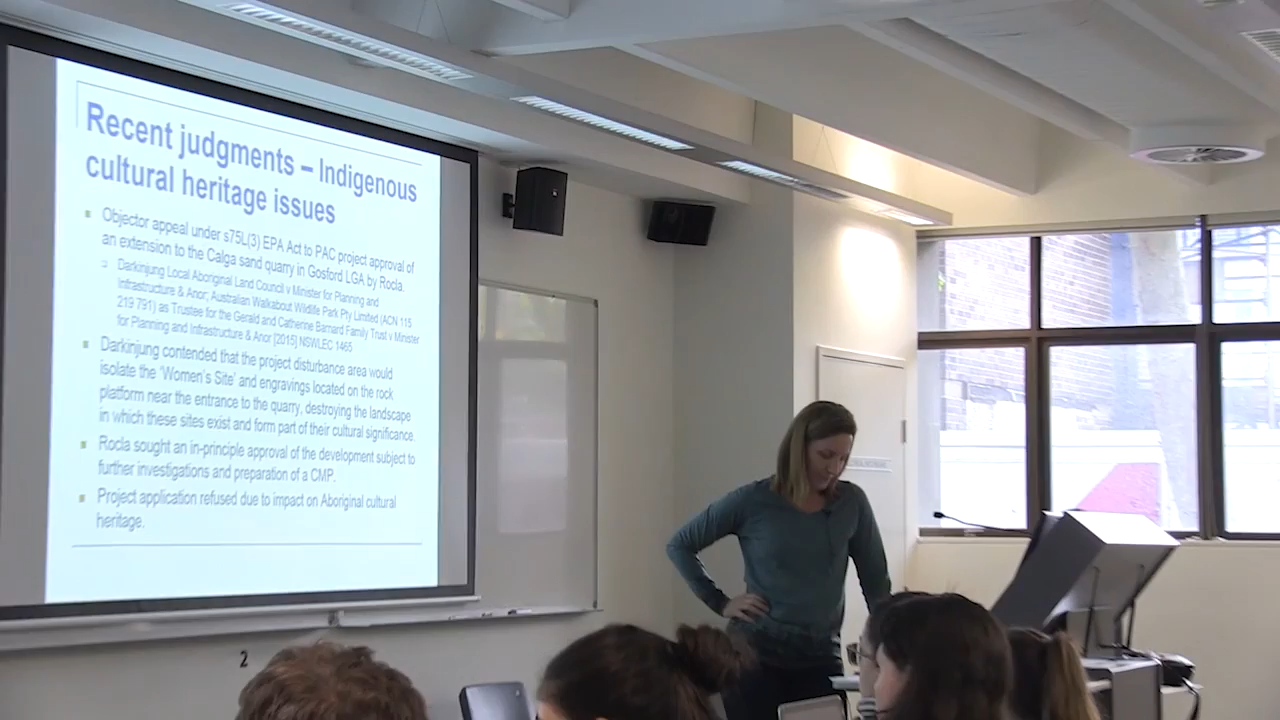 Recent judgments – Indigenous
cultural heritage issues
Objector appeal under s75L(3) EPA Act to PAC project approval of
an extension to the Calga sand quarry in Gosford LGA by Rocla.
Darkinjung Local Aboriginal Land Council v Minister for Planning and
Infrastructure & Anor; Australian Walkabout Wildlife Park Pty Limited (ACN 115
219 791) as Trustee for the Gerald and Catherine Barnard Family Trust v Minister
for Planning and Infrastructure & Anor [2015] NSWLEC 1465
Darkinjung contended that the project disturbance area would
isolate the 'Women's Site' and engravings located on the rock
platform near the entrance to the quarry, destroying the landscape
in which these sites exist and form part of their cultural significance.
Rocla sought an in-principle approval of the development subject to
further investigations and preparation of a CMP.
Project application refused due to impact on Aboriginal cultural
heritage.
2